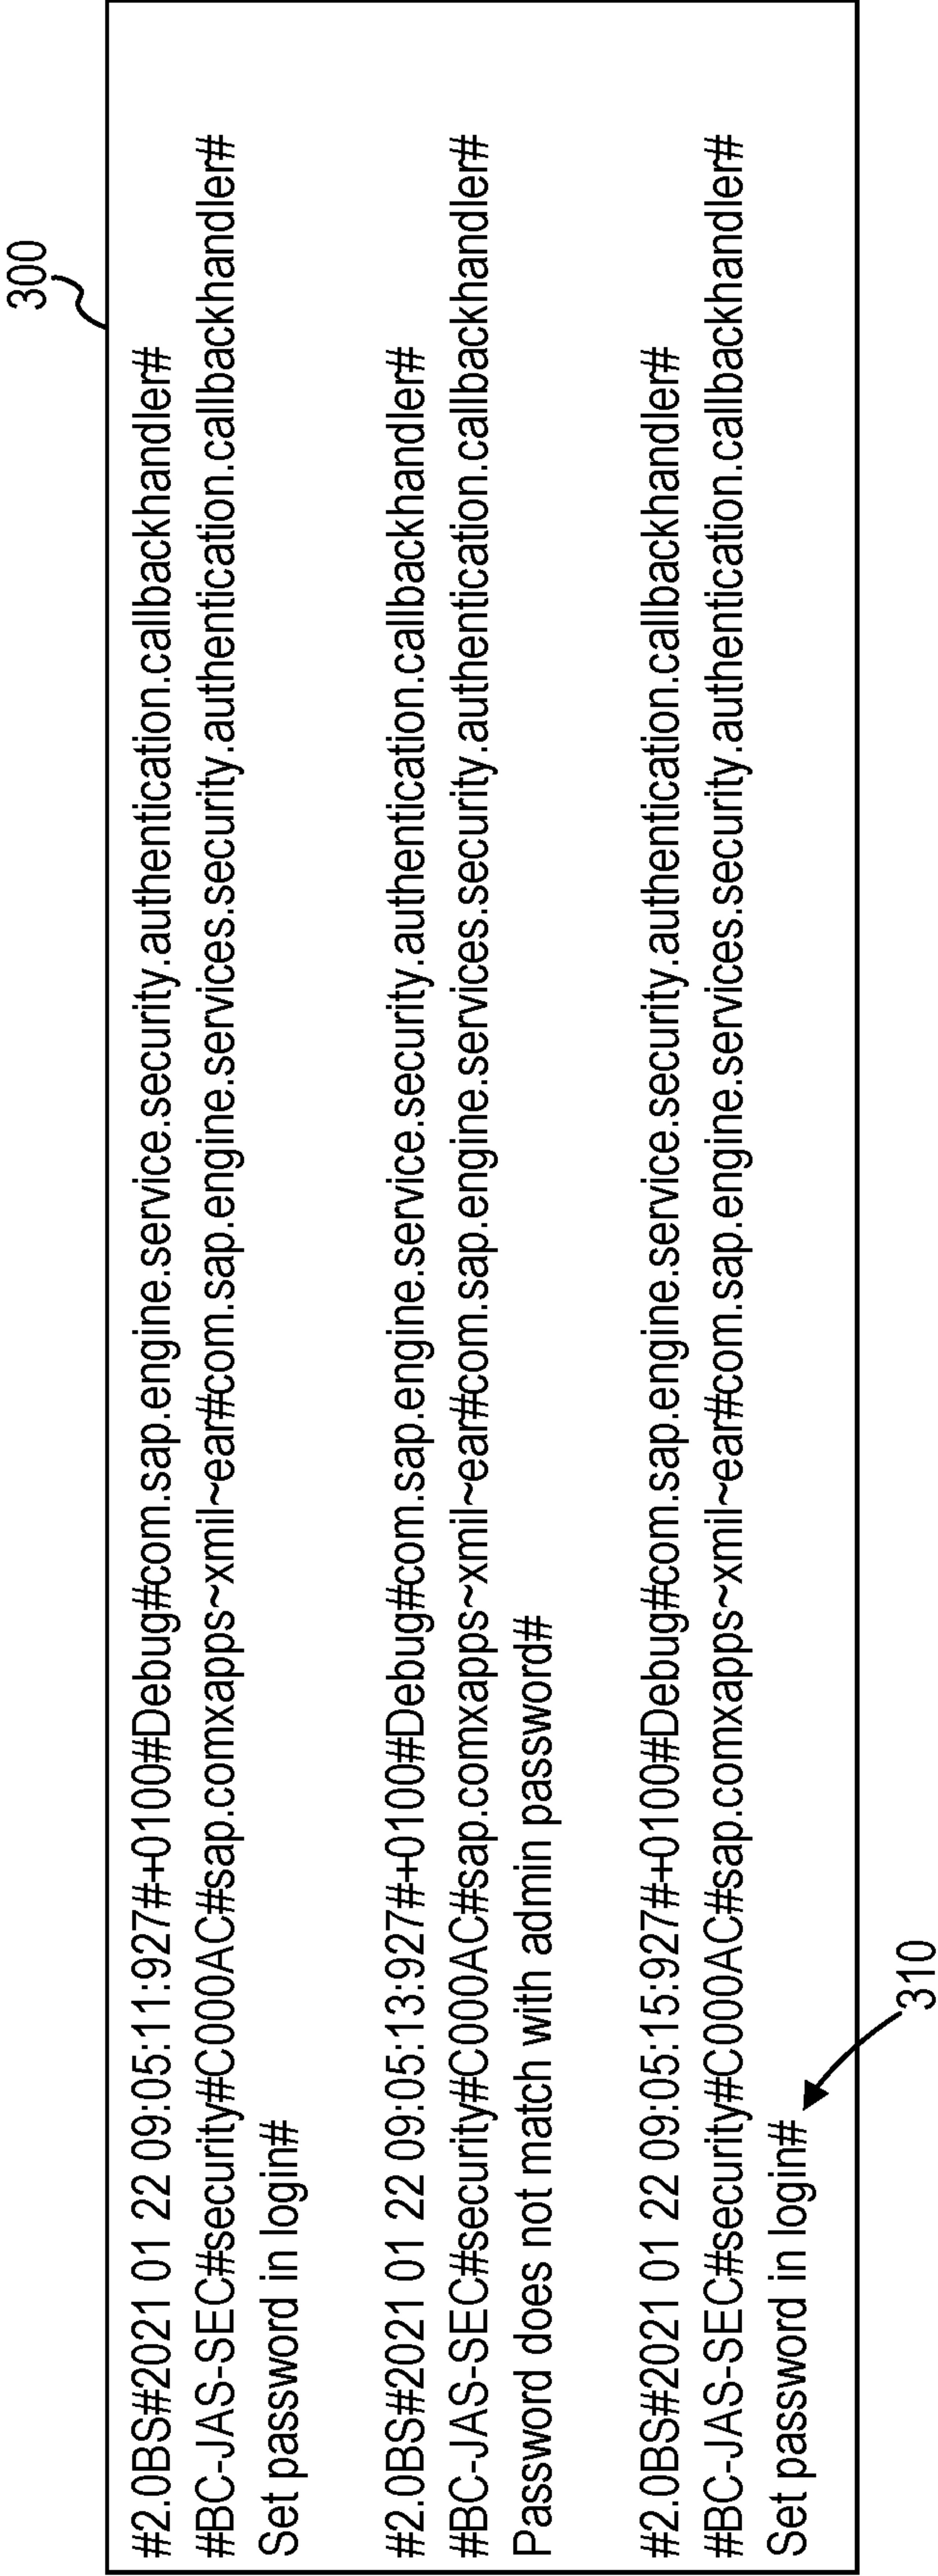 300
#2.0BS#2021 01 22 09:05:11:927#+0100#Debug#com.sap.engine.service.security.authentication.callbackhandler#
#BC-JAS-SEC#security#C000AC#sap.comxapps~xmil~ear#com.sap.engine.services.security.authentication.callbackhandler#
Set password in login#
#2.0BS#2021 01 22 09:05:13:927#+0100#Debug#com.sap.engine.service.security.authentication.callbackhandler#
#BC-JAS-SEC#security#C000AC#sap.comxapps~xmil~ear#com.sap.engine.services.security.authentication.callbackhandler#
Password does not match with admin password#
#2.0BS#2021 01 22 09:05:15:927#+0100#Debug#com.sap.engine.service.security.authentication.callbackhandler#
#BC-JAS-SEC#security#C000AC#sap.comxapps~xmil~ear#com.sap.engine.services.security.authentication.callbackhandler#
Set password in login#
310